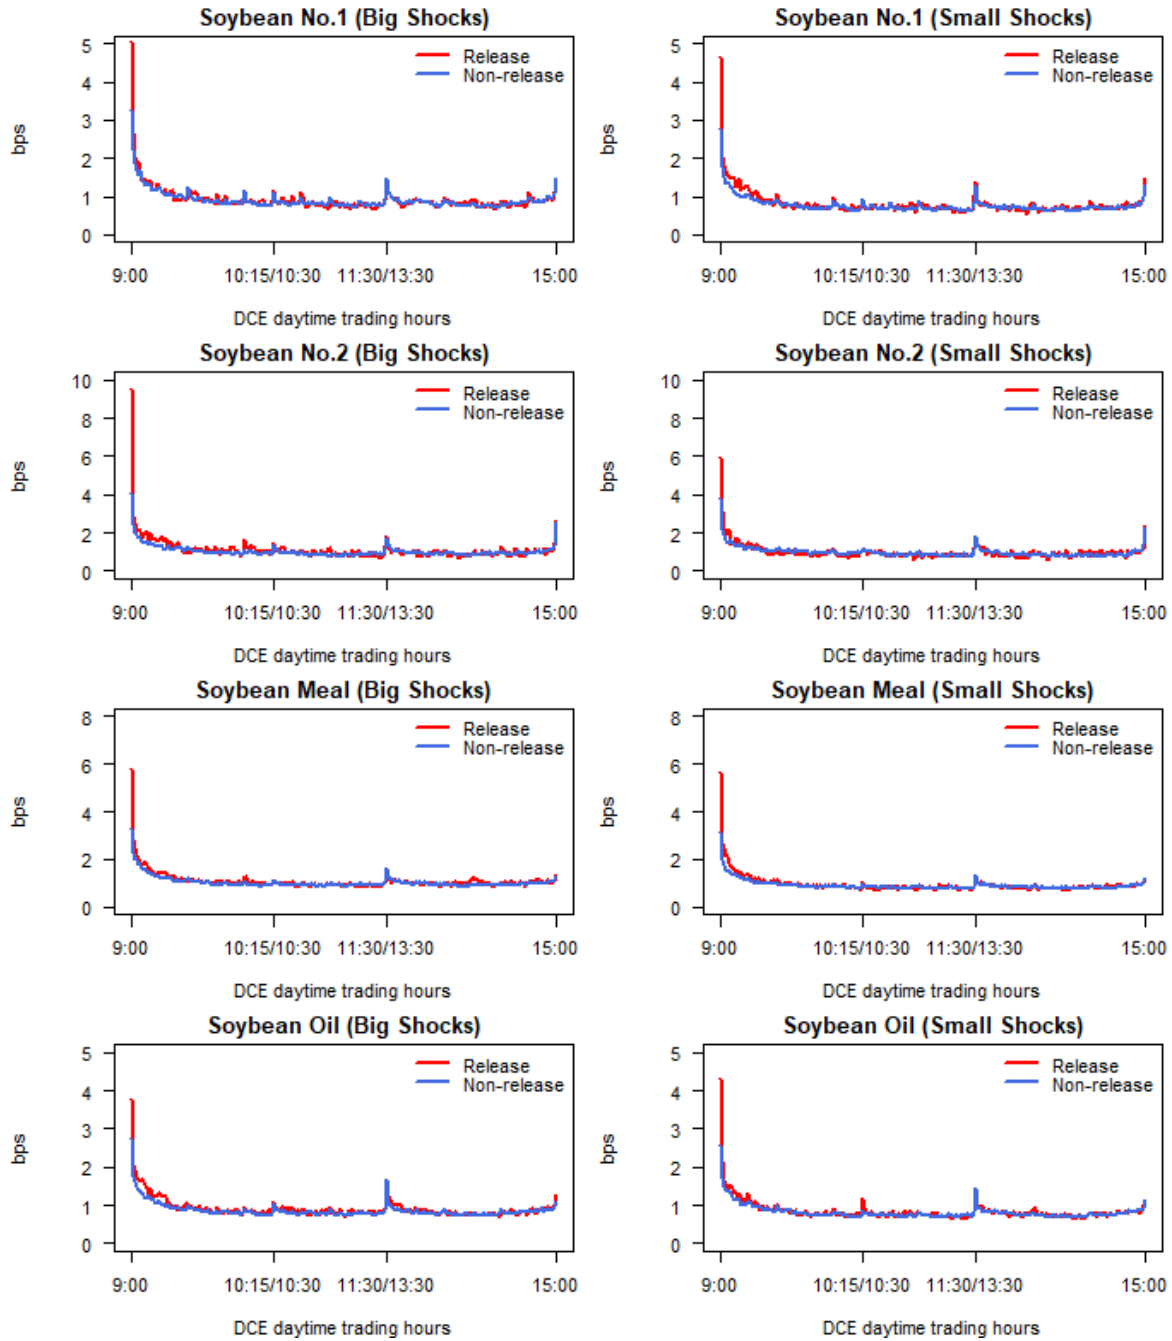 Soybean No.1 (Big Shocks)
bps
5
4
3
2
1
0
Release
Non-release
9:00
10:15/10:30
11:30/13:30
15:00
DCE daytime trading hours
Soybean No.1 (Small Shocks)
bps
5
4
3
2
1
0
Release
Non-release
9:00
10:15/10:30
11:30/13:30
15:00
DCE daytime trading hours
Soybean No.2 (Big Shocks)
bps
10
8
6
4
2
0
Release
Non-release
9:00
10:15/10:30
11:30/13:30
15:00
DCE daytime trading hours
Soybean No.2 (Small Shocks)
bps
10
8
6
4
2
0
Release
Non-release
9:00
10:15/10:30
11:30/13:30
15:00
DCE daytime trading hours
Soybean Meal (Big Shocks)
bps
8
6
4
2
0
Release
Non-release
9:00
10:15/10:30
11:30/13:30
15:00
DCE daytime trading hours
Soybean Meal (Small Shocks)
bps
8
6
4
2
0
Release
Non-release
9:00
10:15/10:30
11:30/13:30
15:00
DCE daytime trading hours
Soybean Oil (Big Shocks)
bps
5
4
3
2
1
0
Release
Non-release
9:00
10:15/10:30
11:30/13:30
15:00
DCE daytime trading hours
Soybean Oil (Small Shocks)
bps
5
4
3
2
1
0
Release
Non-release
9:00
10:15/10:30
11:30/13:30
15:00
DCE daytime trading hours